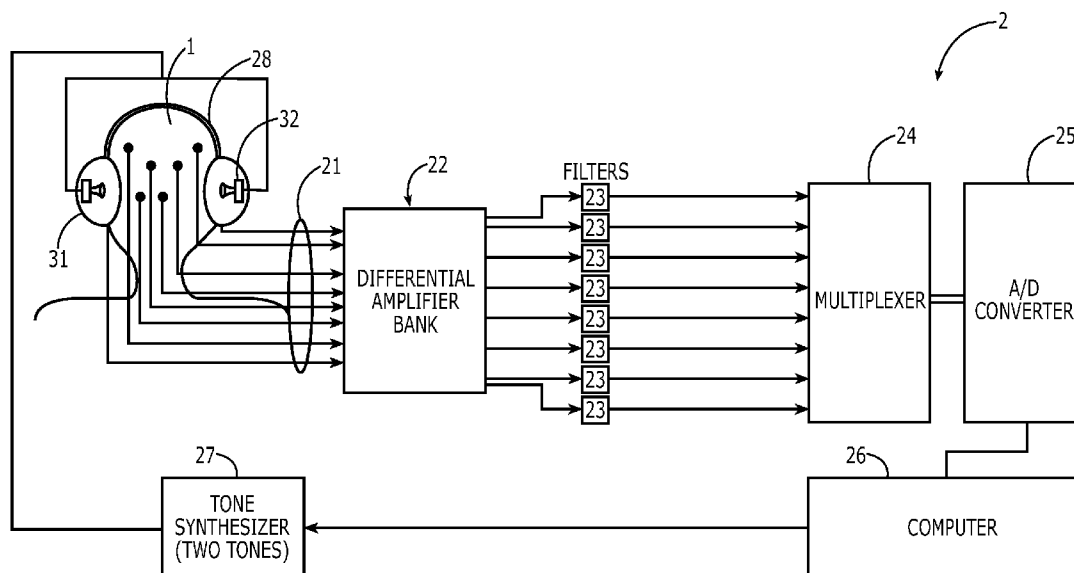 2
1
28
32
24
25
21
22
FILTERS
23
23
23
23
23
23
23
23
DIFFERENTIAL
AMPLIFIER
BANK
MULTIPLEXER
A/D
CONVERTER
31
27
26
TONE
SYNTHESIZER
(TWO TONES)
COMPUTER